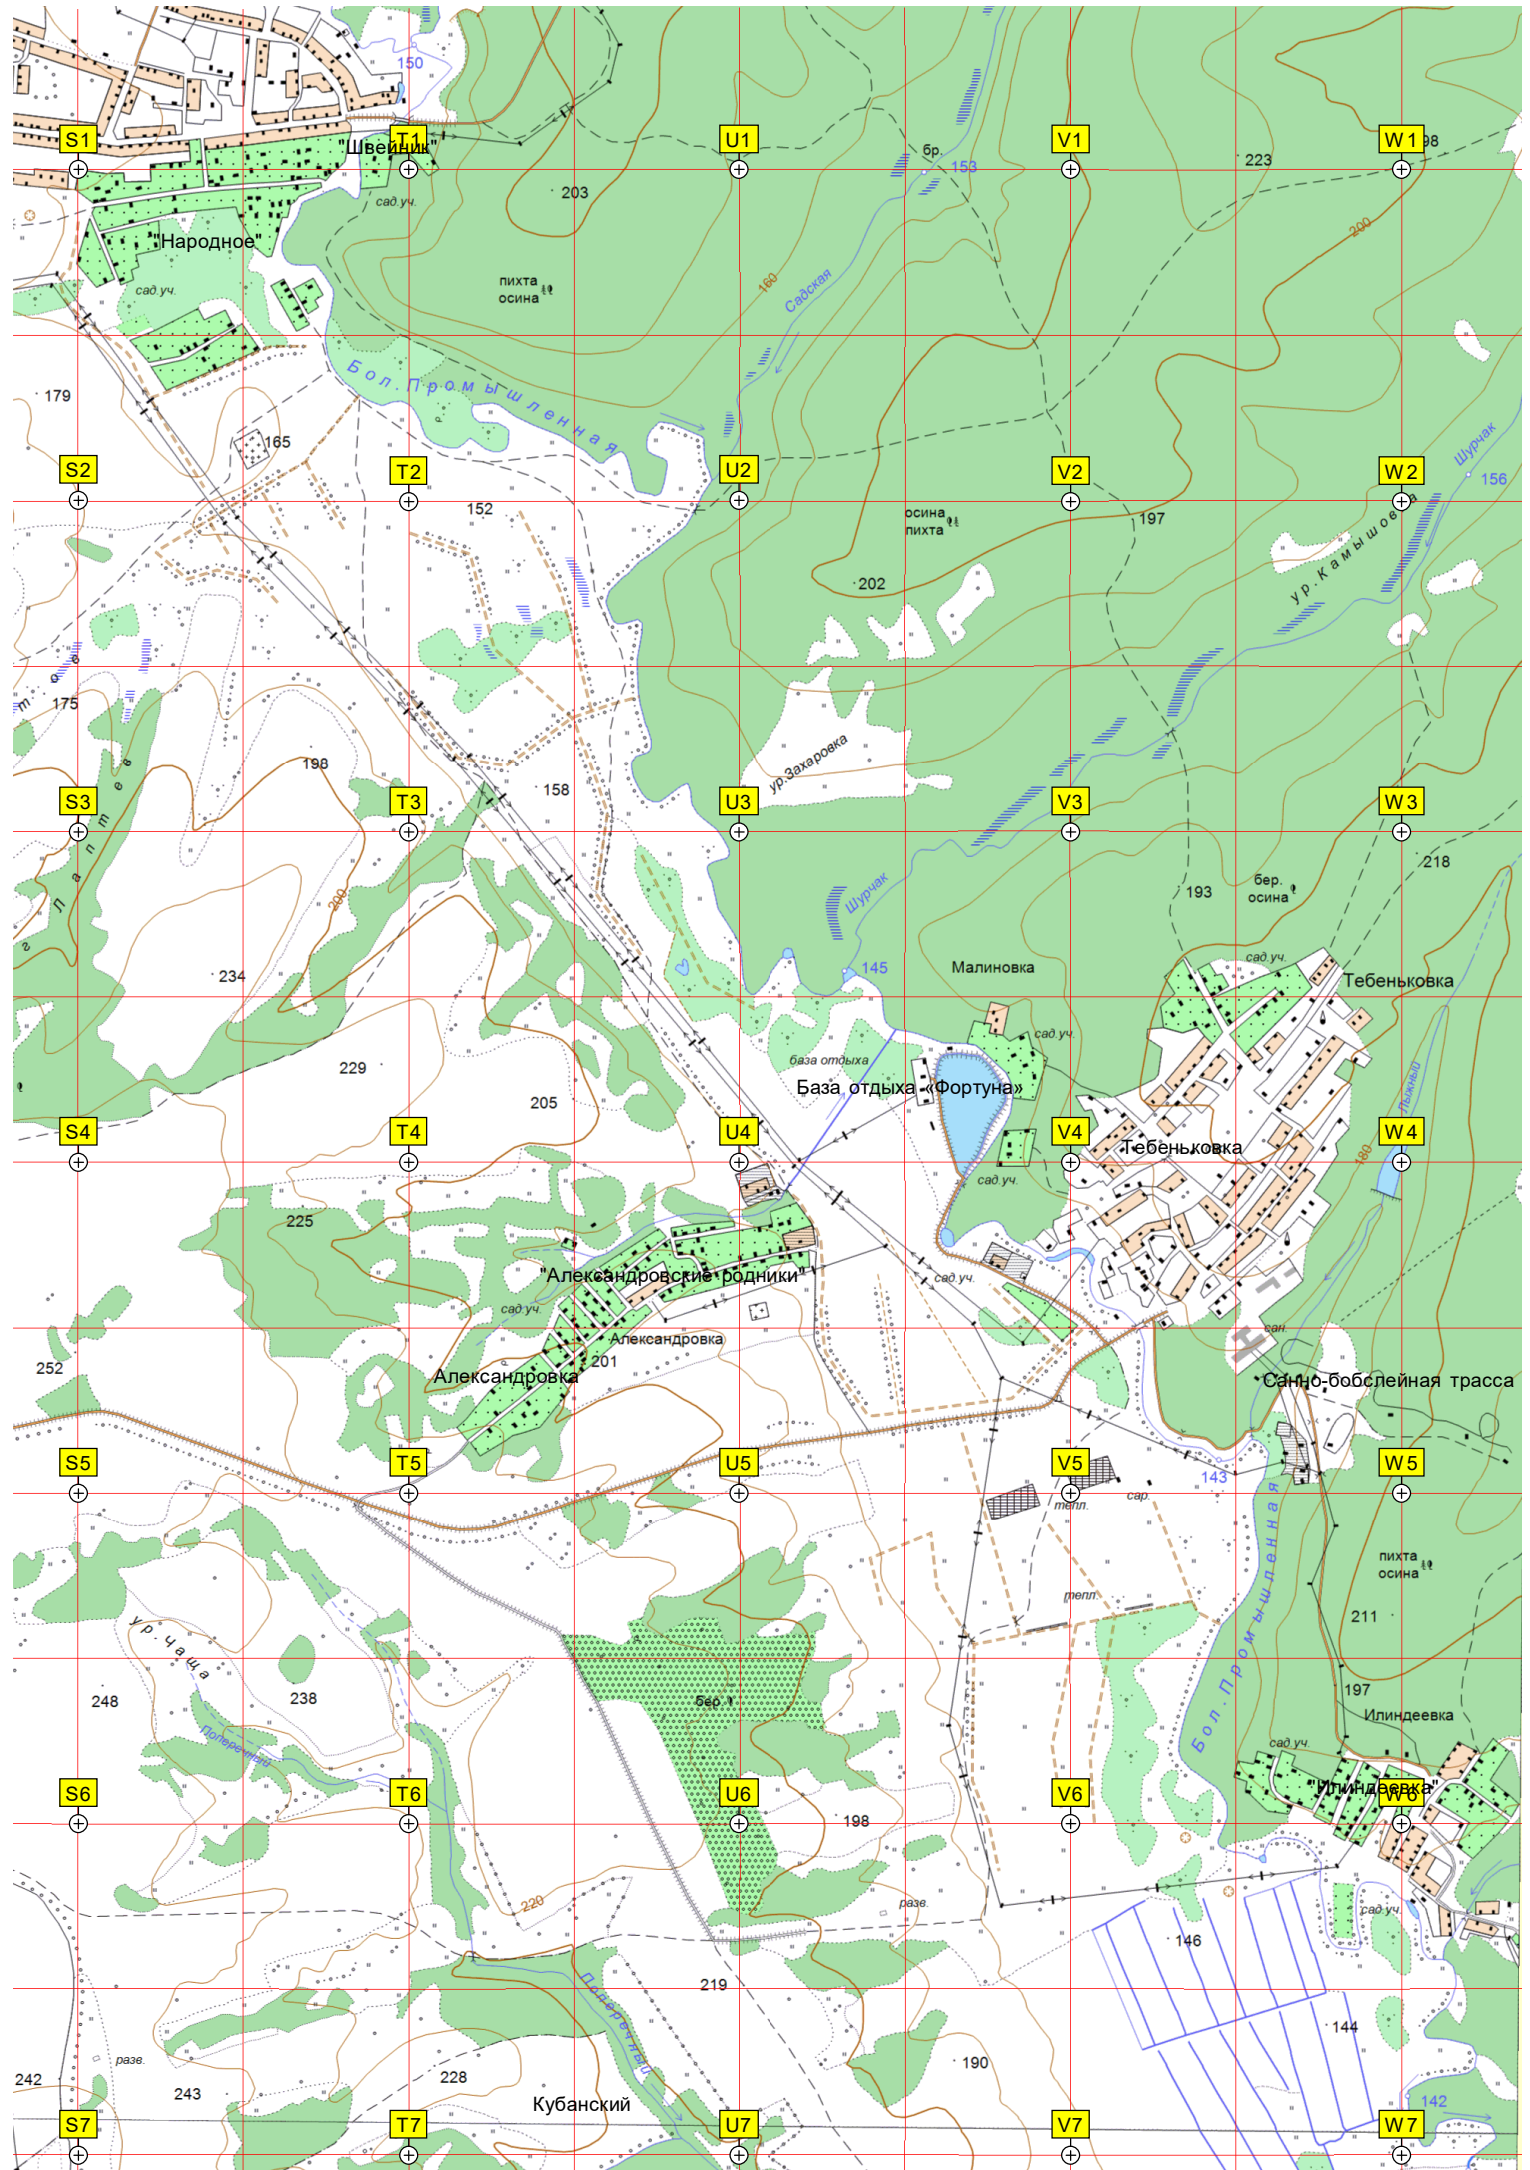 150
S1
T1
"Швейник"
U1
бр.
153
V1
223
W1
98
203
сад.уч.
"Народное"
200
пихта
осина
160
Садская
сад.уч.
Бол. Промышленная
179
165
Шурчак
S2
T2
U2
V2
W2
156
152
осина
пихта
197
ур. Камышовка
202
175
198
ур.Захаровка
158
S3
T3
U3
V3
W3
г Лаптев
200
218
Шурчак
193
бер.
осина
234
145
Малиновка
сад.уч.
Тебеньковка
229
база отдыха
сад.уч.
База отдыха «Фортуна»
205
Лыжный
S4
T4
U4
V4
Тебеньковка
W4
180
сад.уч.
225
"Александровские родники"
сад.уч.
сад.уч.
Александровка
сан.
252
201
Александровка
Санно-бобслейная трасса
S5
T5
U5
V5
W5
143
тепл.
сар.
Бол. Промышленная
пихта
осина
тепл.
211
ур. Чаща
248
238
бер.
197
Илиндеевка
Поперечный
сад.уч.
S6
T6
U6
V6
"Илиндеевка"
W6
198
220
разв.
сад.уч.
146
219
Поперечный
144
разв.
242
243
228
190
Кубанский
142
S7
T7
U7
V7
W7